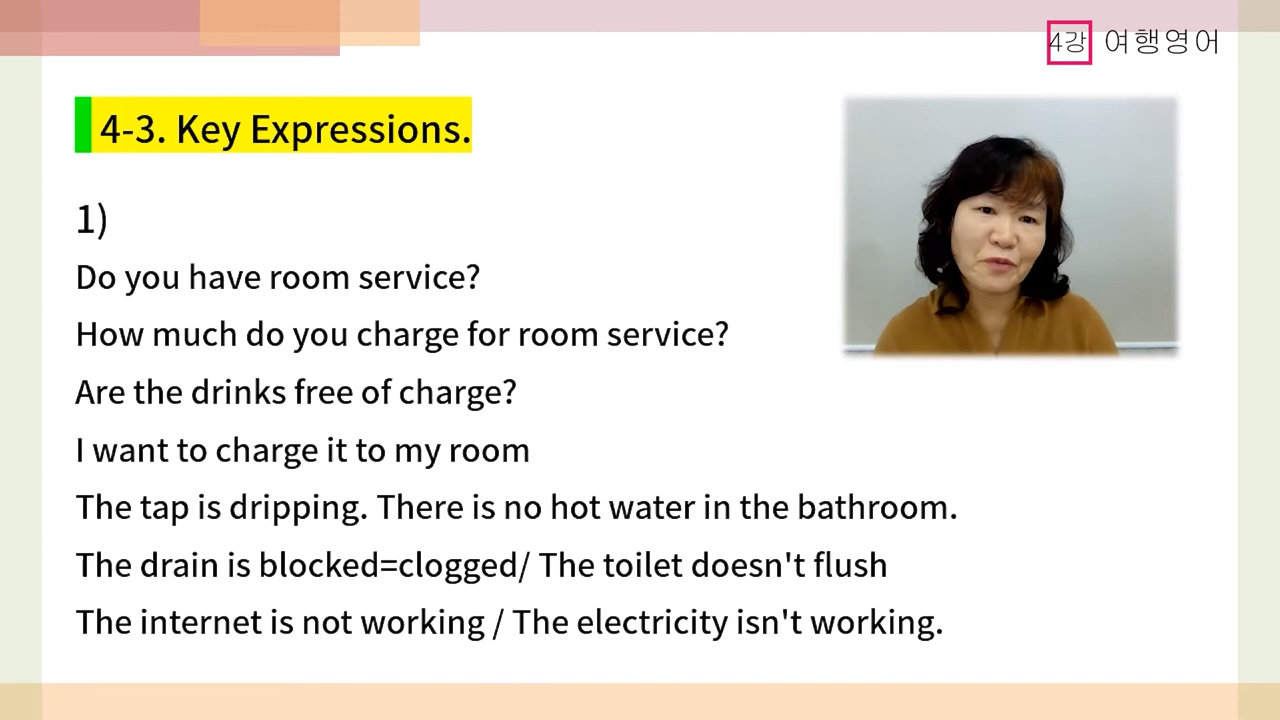 4강 여행영어
4-3. Key Expressions.
1)
Do you have room service?
How much do you charge for room service?
Are the drinks free of charge?
I want to charge it to my room
The tap is dripping. There is no hot water in the bathroom.
The drain is blocked=clogged/ The toilet doesn't flush
The internet is not working / The electricity isn't working.